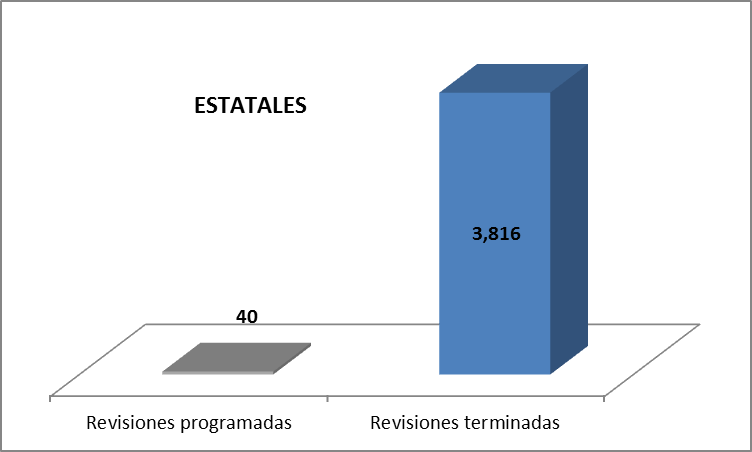 ESTATALES
3,816
40
Revisiones programadas
Revisiones terminadas